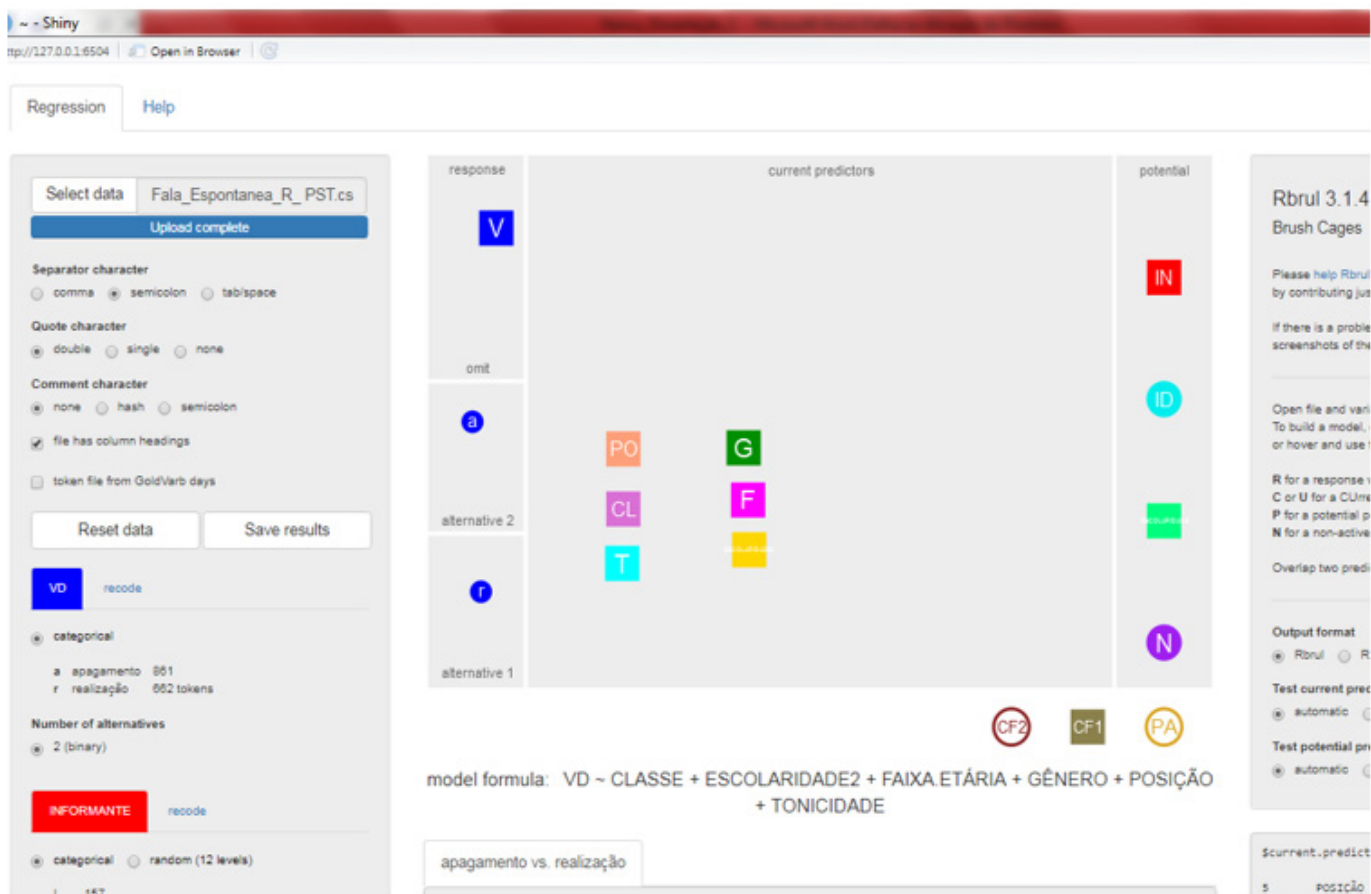 ~ - Shiny
ttp://127.0.0.1:6504 Open in Browser
Regression Help
Select data Fala_Espontanea_R_ PST.cs
Upload complete
Separator character
comma semicolon tab/space
Quote character
double single none
Comment character
none hash semicolon
file has column headings
token file from GoldVarb days
Reset data Save results
VD recode
categorical
a apagamento 861
r realização 662 tokens
Number of alternatives
2 (binary)
INFORMANTE recode
categorical random (12 levels)
response current predictors potential
V
IN
omit
a
ID
PO G
CL F
alternative 2
T
r
N
alternative 1
CF2 CF1 PA
model formula: VD ~ CLASSE + ESCOLARIDADE2 + FAIXA.ETÁRIA + GÊNERO + POSIÇÃO
+ TONICIDADE
apagamento vs. realização
Rbrul 3.1.4
Brush Cages
Please help Rbrul
by contributing jus
If there is a proble
screenshots of the
Open file and vari
To build a model,
or hover and use
R for a response
C or U for a CUrre
P for a potential p
N for a non-active
Overlap two predi
Output format
Rbrul R
Test current pred
automatic
Test potential pr
automatic
$current.predict
5 POSIÇÃO